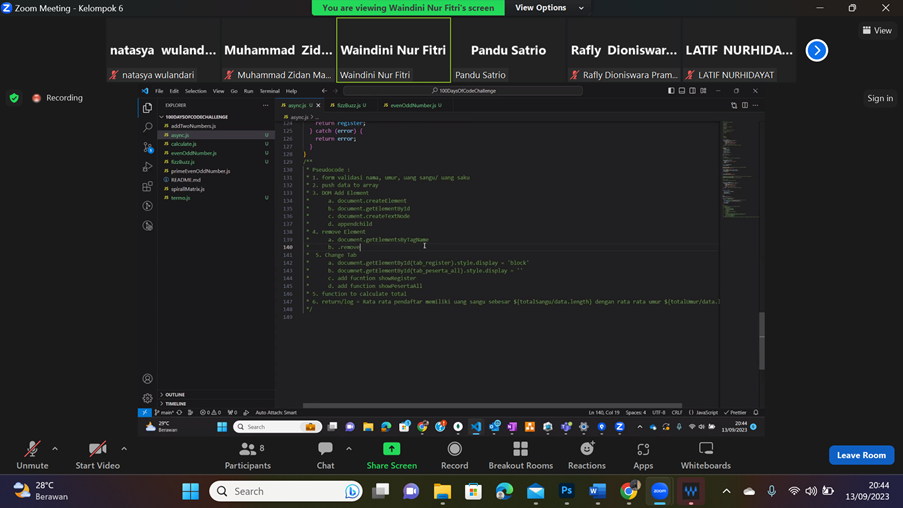 Zoom Meeting - Kelompok 6
You are viewing Waindini Nur Fitri's screen
View Options
View
natasya wuland...
Muhammad Zid...
Waindini Nur Fitri
Pandu Satrio
Rafly Dioniswar...
LATIF NURHIDA...
natasya wulandari
Muhammad Zidan Ma...
Waindini Nur Fitri
Pandu Satrio
Rafly Dioniswara Pram...
LATIF NURHIDAYAT
Recording
Sign in
File Edit Selection View Go Run Terminal Help
100DaysOfCodeChallenge
EXPLORER
100DAYSOFCODECHALLENGE
addTwoNumbers.js
async.js U
calculate.js U
evenOddNumber.js U
fizzBuzz.js U
primeEvenOddNumber.js
README.md
spirallMatrix.js
termo.js U
OUTLINE
TIMELINE
async.js U
fizzBuzz.js U
evenOddNumber.js U
async.js > ...
124 return register;
125 } catch (error) {
126 return error;
127 }
128 }
129 /**
130 * Pseudocode :
131 * 1. form validasi nama, umur, uang sangu/ uang saku
132 * 2. push data to array
133 * 3. DOM Add Element
134 * a. document.createElement
135 * b. document.getElementById
136 * c. document.createTextNode
137 * d. appendchild
138 * 4. remove Element
139 * a. document.getElementsByTagName
140 * b. .remove
141 * 5. Change Tab
142 * a. document.getElementById(tab_register).style.display = 'block'
143 * b. documnet.getElementById(tab_peserta_all).style.display = ''
144 * c. add fucntion showRegister
145 * d. add function showPesertaAll
146 * 5. function to calculate total
147 * 6. return/log = Rata rata pendaftar memiliki uang sangu sebesar ${totalSangu/data.length} dengan rata rata umur ${totalUmur/data.l
148 */
149
main*
0 0
0
Auto Attach: Smart
Ln 140, Col 19
Spaces: 4
UTF-8
CRLF
{} JavaScript
Prettier
29°C
Berawan
Search
20:44
13/09/2023
8
Unmute
Start Video
Participants
Chat
Share Screen
Record
Breakout Rooms
Reactions
Apps
Whiteboards
Leave Room
28°C
Berawan
Search
20:44
13/09/2023